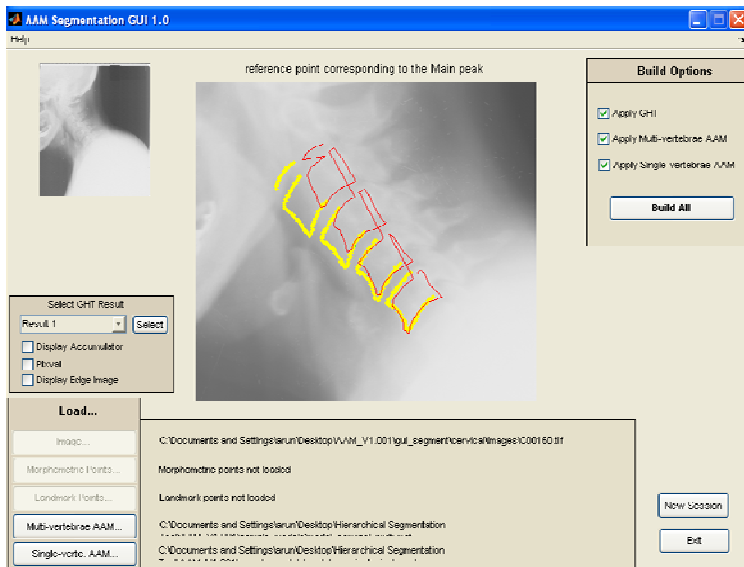 AAM Segmentation GUI 1.0
Help
reference point corresponding to the Main peak
Build Options
Apply GHT
Apply Multi-vertebrae AAM
Apply Single vertebrae AAM
Build All
Select GHT Result
Result 1
Select
Display Accumulator
Pixval
Display Edge Image
Load...
Image...
Morphometric Points...
Landmark Points...
Multi-vertebrae AAM...
Single-verte. AAM...
C:\Documents and Settings\arun\Desktop\AAM_V1.001\gui_segment\cervical\images\C00160.tif
Morphometric points not loaded
Landmark points not loaded
C:\Documents and Settings\arun\Desktop\Hierarchical Segmentation
C:\Documents and Settings\arun\Desktop\Hierarchical Segmentation
New Session
Exit